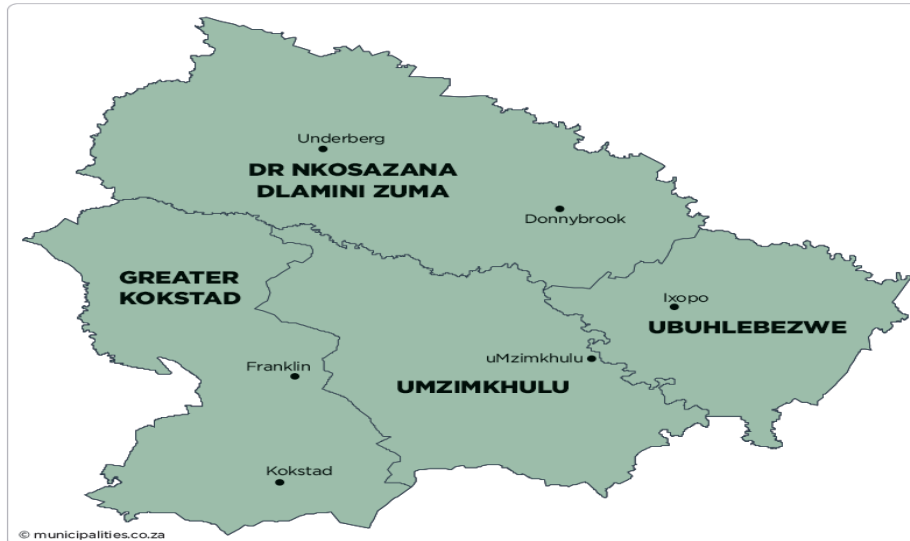 Underberg
DR NKOSAZANA
DLAMINI ZUMA
Donnybrook
GREATER
KOKSTAD
Ixopo
UBUHLEBEZWE
Franklin
uMzimkhulu
UMZIMKHULU
Kokstad
© municipalities.co.za